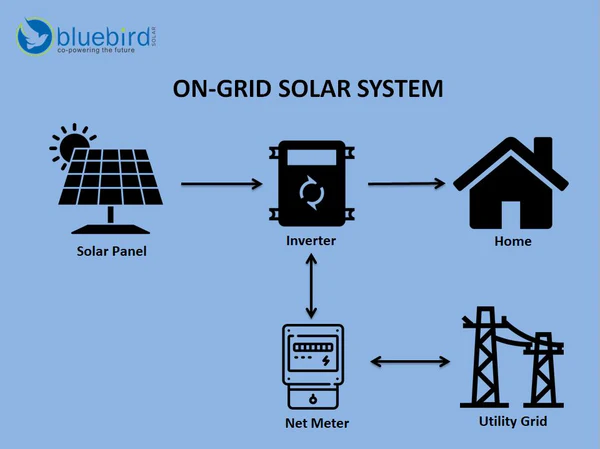 bluebird
SOLAR
co-powering the future
ON-GRID SOLAR SYSTEM
Solar Panel
Inverter
Home
Net Meter
Utility Grid